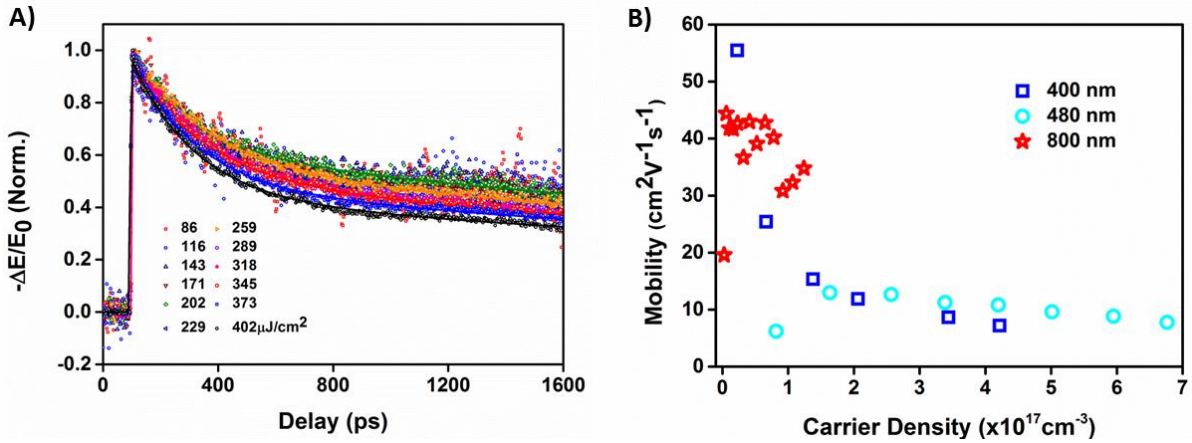 A)
-ΔE/E0 (Norm.)
1.0
0.8
0.6
0.4
0.2
0.0
-0.2
86 259
116 289
143 318
171 345
202 373
229 402μJ/cm2
0 400 800 1200 1600
Delay (ps)
B)
Mobility (cm2V-1s-1)
60
50
40
30
20
10
0
400 nm
480 nm
800 nm
0 1 2 3 4 5 6 7
Carrier Density (x1017cm-3)